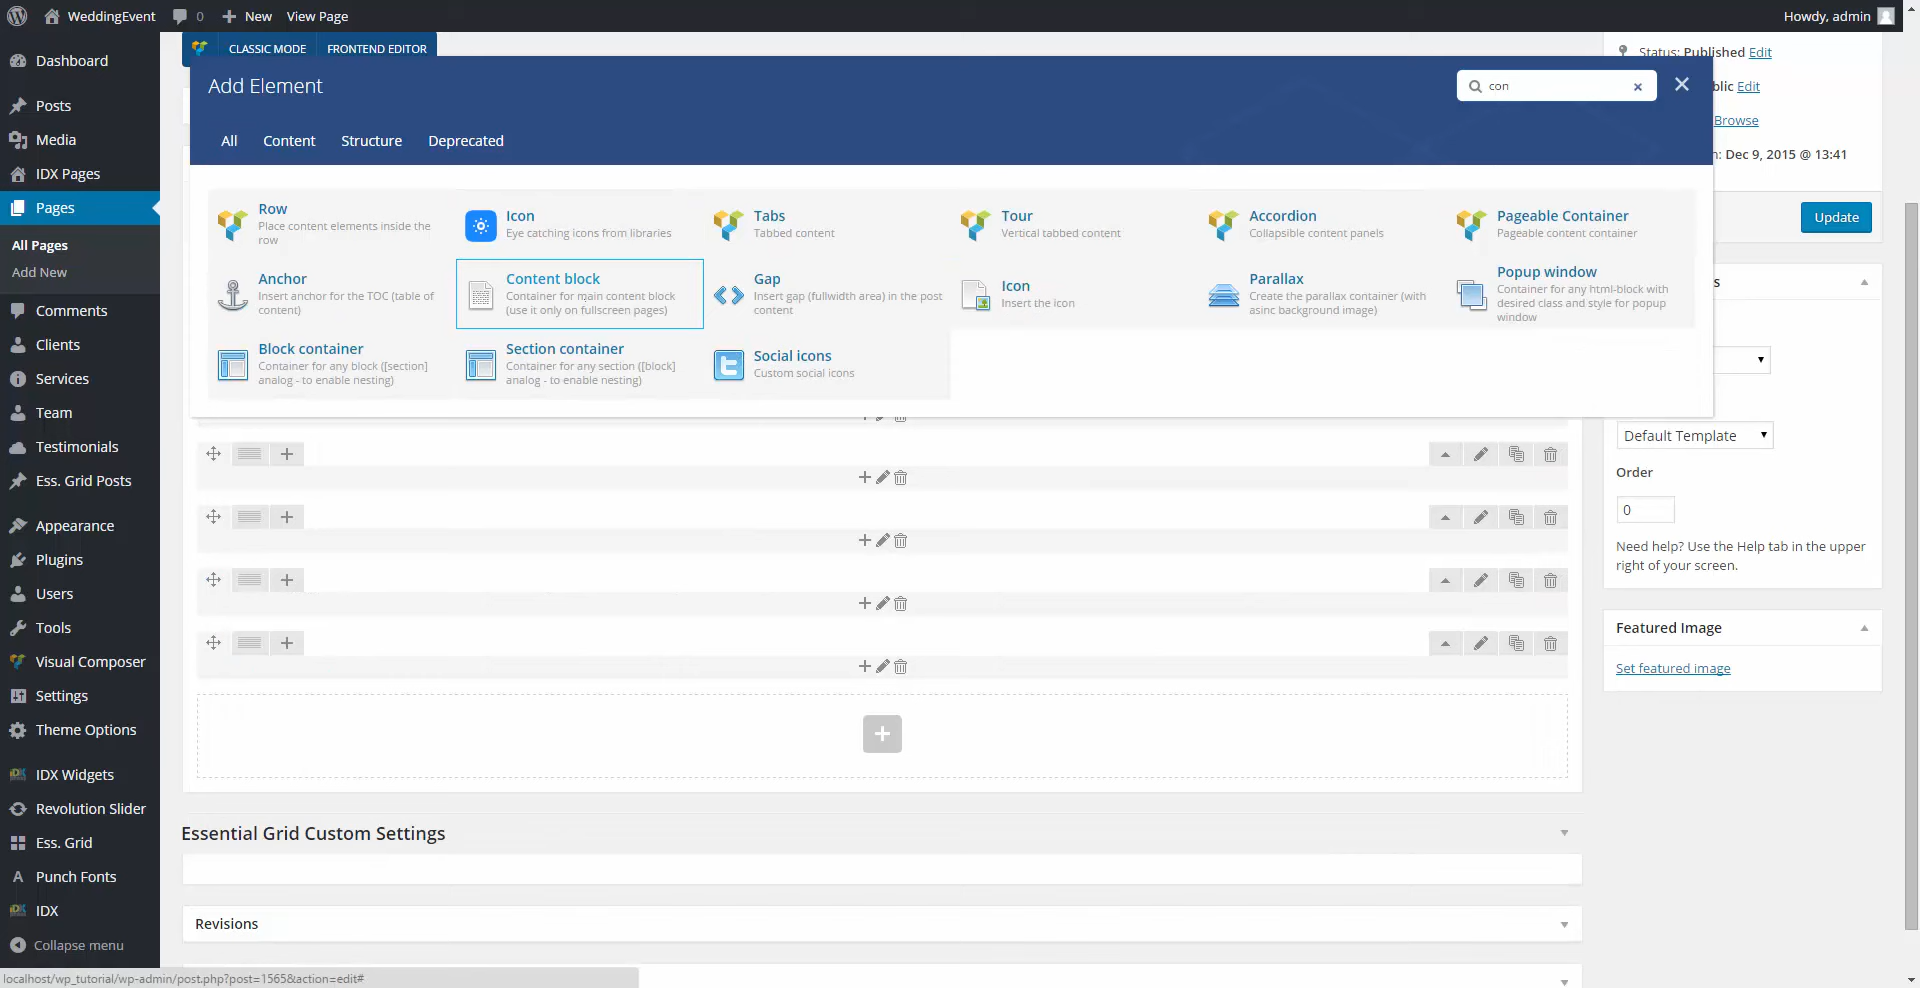 WeddingEvent
0
New
View Page
Howdy, admin
Dashboard
Posts
Media
IDX Pages
Pages
All Pages
Add New
Comments
Clients
Services
Team
Testimonials
Ess. Grid Posts
Appearance
Plugins
Users
Tools
Visual Composer
Settings
Theme Options
IDX Widgets
Revolution Slider
Ess. Grid
Punch Fonts
IDX
Collapse menu
CLASSIC MODE
FRONTEND EDITOR
Add Element
con
All
Content
Structure
Deprecated
Row
Place content elements inside the
row
Icon
Eye catching icons from libraries
Tabs
Tabbed content
Tour
Vertical tabbed content
Accordion
Collapsible content panels
Pageable Container
Pageable content container
Anchor
Insert anchor for the TOC (table of
content)
Content block
Container for main content block
(use it only on fullscreen pages)
Gap
Insert gap (fullwidth area) in the post
content
Icon
Insert the icon
Parallax
Create the parallax container (with
asinc background image)
Popup window
Container for any html-block with
desired class and style for popup
window
Block container
Container for any block ([section]
analog - to enable nesting)
Section container
Container for any section ([block]
analog - to enable nesting)
Social icons
Custom social icons
Essential Grid Custom Settings
Revisions
Status: Published Edit
blic Edit
Browse
n: Dec 9, 2015 @ 13:41
Update
s
Default Template
Order
0
Need help? Use the Help tab in the upper
right of your screen.
Featured Image
Set featured image
localhost/wp_tutorial/wp-admin/post.php?post=1565&action=edit#